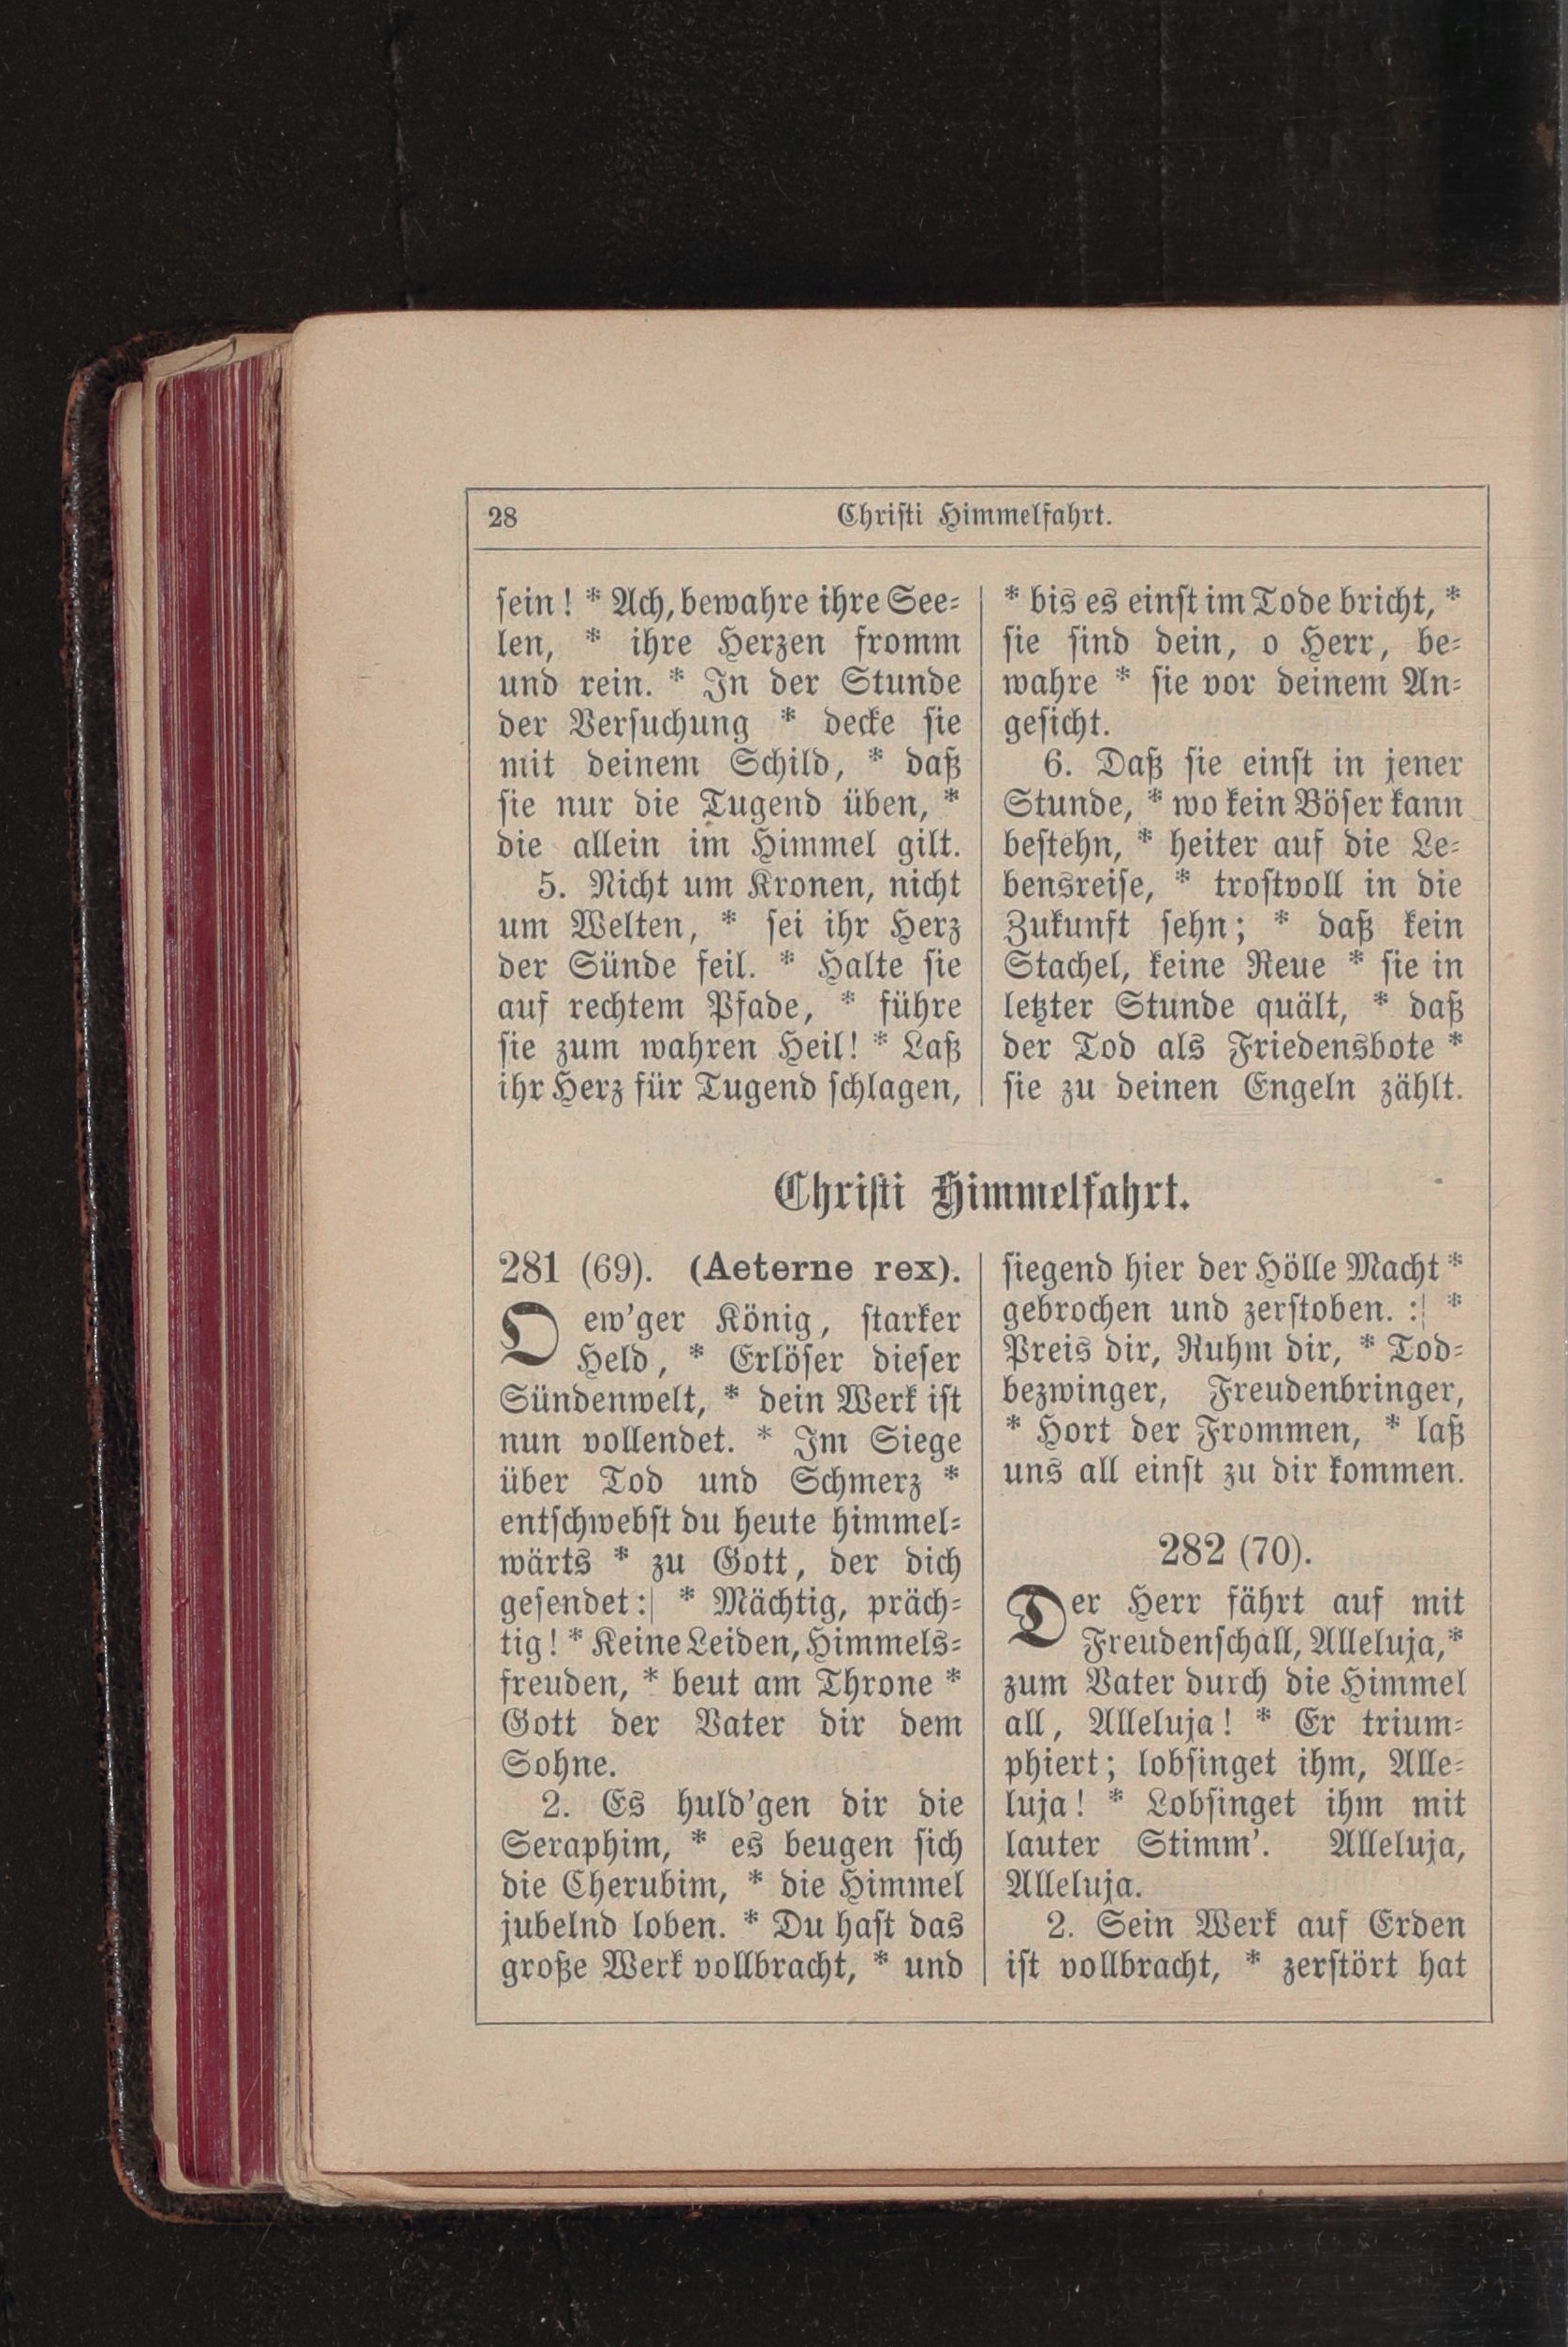 28
Christi Himmelfahrt.
sein! * Ach, bewahre ihre See-
len, * ihre Herzen fromm
und rein. * In der Stunde
der Versuchung * decke sie
mit deinem Schild, * daß
sie nur die Tugend üben, *
die allein im Himmel gilt.
5. Nicht um Kronen, nicht
um Welten, * sei ihr Herz
der Sünde feil. * Halte sie
auf rechtem Pfade, * führe
sie zum wahren Heil! * Laß
ihr Herz für Tugend schlagen,
* bis es einst im Tode bricht, *
sie sind dein, o Herr, be-
wahre * sie vor deinem An-
gesicht.
6. Daß sie einst in jener
Stunde, * wo kein Böser kann
bestehn, * heiter auf die Le-
bensreise, * trostvoll in die
Zukunft sehn; * daß kein
Stachel, keine Reue * sie in
letzter Stunde quält, * daß
der Tod als Friedensbote *
sie zu deinen Engeln zählt.
Christi Himmelfahrt.
281 (69). (Aeterne rex).
O ew'ger König, starker
Held, * Erlöser dieser
Sündenwelt, * dein Werk ist
nun vollendet. * Im Siege
über Tod und Schmerz *
entschwebst du heute himmel-
wärts * zu Gott, der dich
gesendet:| * Mächtig, präch-
tig! * Keine Leiden, Himmels-
freuden, * beut am Throne *
Gott der Vater dir dem
Sohne.
2. Es huld'gen dir die
Seraphim, * es beugen sich
die Cherubim, * die Himmel
jubelnd loben. * Du hast das
große Werk vollbracht, * und
siegend hier der Hölle Macht *
gebrochen und zerstoben. :| *
Preis dir, Ruhm dir, * Tod-
bezwinger, Freudenbringer,
* Hort der Frommen, * laß
uns all einst zu dir kommen.
282 (70).
Der Herr fährt auf mit
Freudenschall, Alleluja, *
zum Vater durch die Himmel
all, Alleluja! * Er trium-
phiert; lobsinget ihm, Alle-
luja! * Lobsinget ihm mit
lauter Stimm'. Alleluja,
Alleluja.
2. Sein Werk auf Erden
ist vollbracht, * zerstört hat